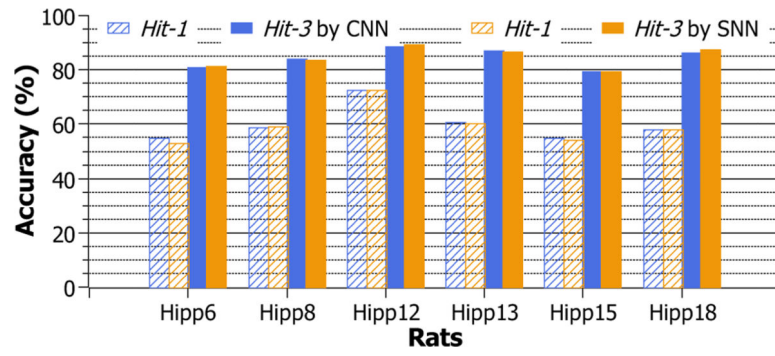 Hit-1 Hit-3 by CNN Hit-1 Hit-3 by SNN
Accuracy (%)
100
80
60
40
20
0
Hipp6 Hipp8 Hipp12 Hipp13 Hipp15 Hipp18
Rats